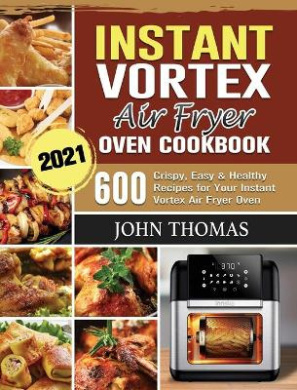 INSTANT
VORTEX
Air Fryer
OVEN COOKBOOK
2021
600 Crispy, Easy & Healthy
Recipes for Your Instant
Vortex Air Fryer Oven
JOHN THOMAS
370